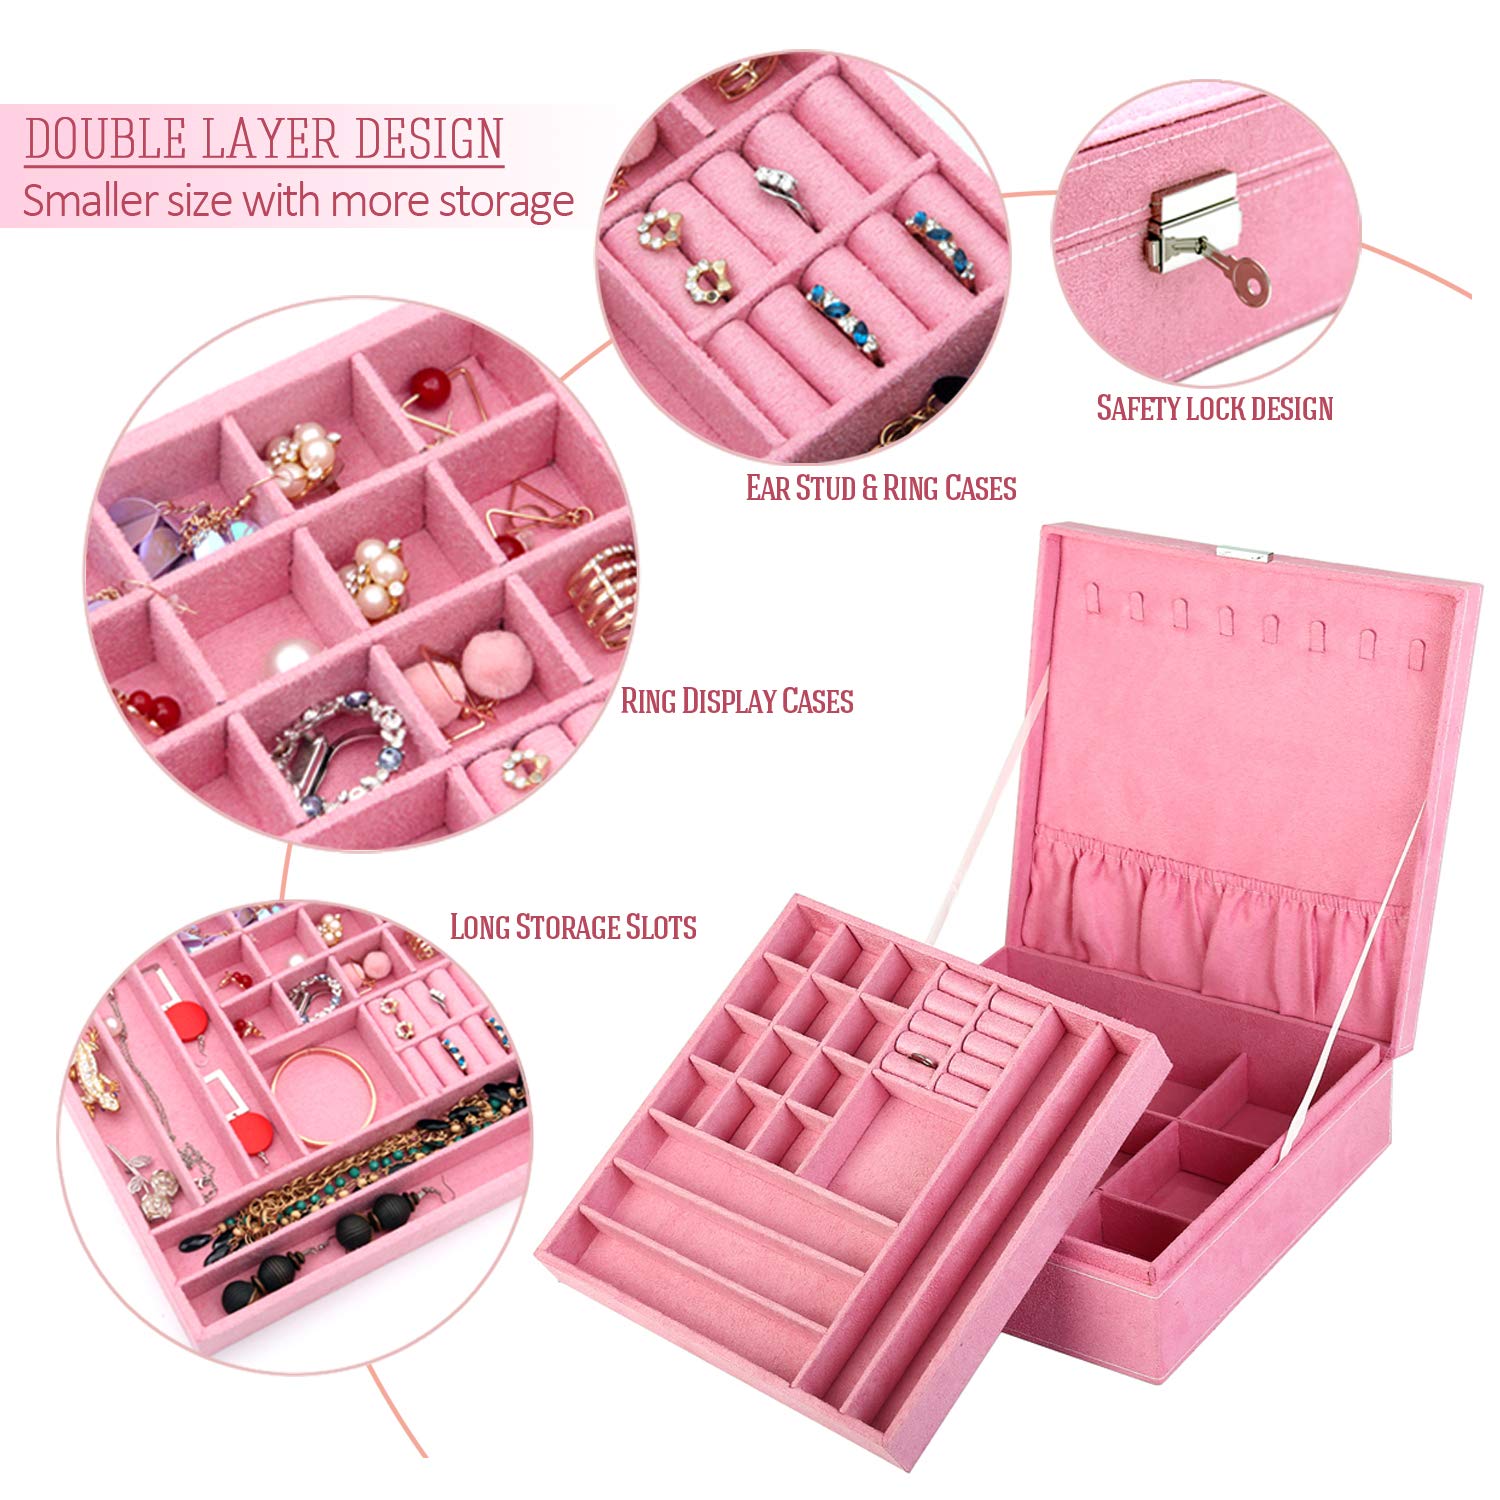 DOUBLE LAYER DESIGN
Smaller size with more storage
SAFETY LOCK DESIGN
EAR STUD & RING CASES
RING DISPLAY CASES
LONG STORAGE SLOTS